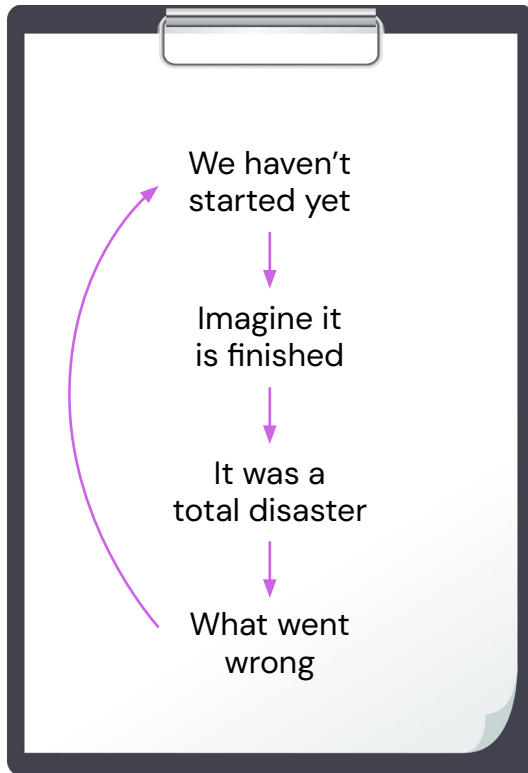 We haven’t
started yet
Imagine it
is finished
It was a
total disaster
What went
wrong